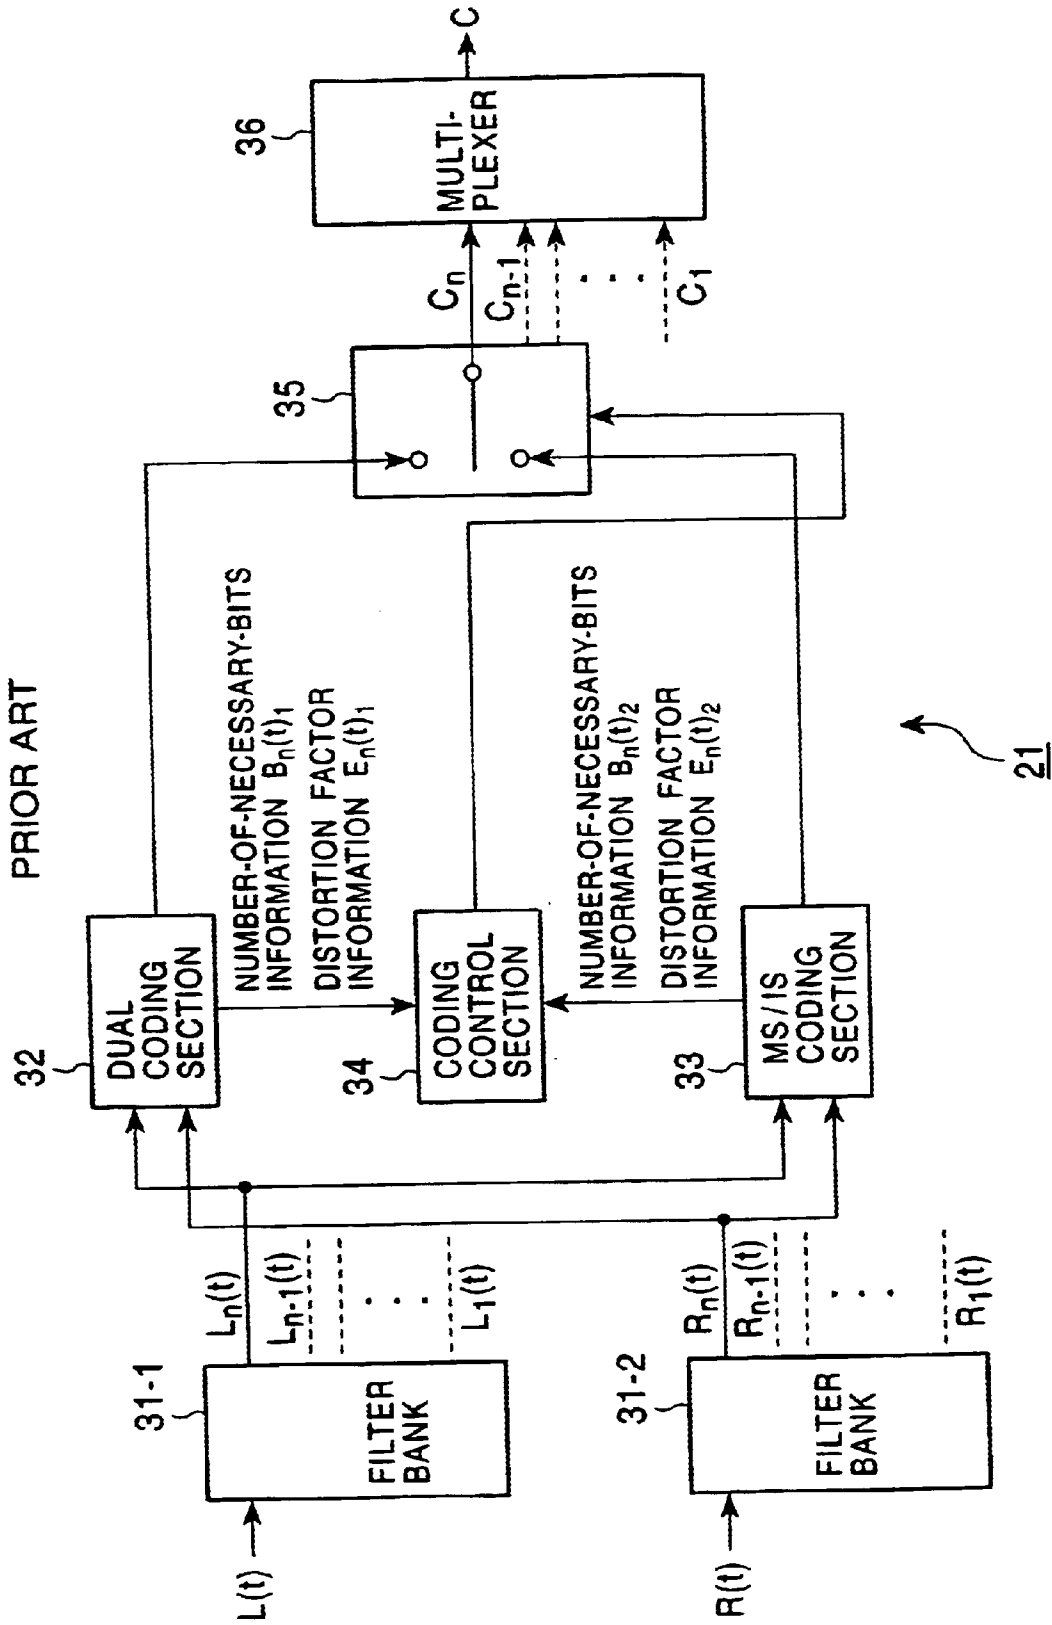 PRIOR ART
L(t)
31-1
FILTER
BANK
Lₙ(t)
Lₙ₋₁(t)
. . .
L₁(t)
R(t)
31-2
FILTER
BANK
Rₙ(t)
Rₙ₋₁(t)
. . .
R₁(t)
32
DUAL
CODING
SECTION
NUMBER-OF-NECESSARY-BITS
INFORMATION Bₙ(t)₁
DISTORTION FACTOR
INFORMATION Eₙ(t)₁
34
CODING
CONTROL
SECTION
NUMBER-OF-NECESSARY-BITS
INFORMATION Bₙ(t)₂
DISTORTION FACTOR
INFORMATION Eₙ(t)₂
33
MS/IS
CODING
SECTION
35
Cₙ
Cₙ₋₁
. . .
C₁
36
MULTI-
PLEXER
C
21